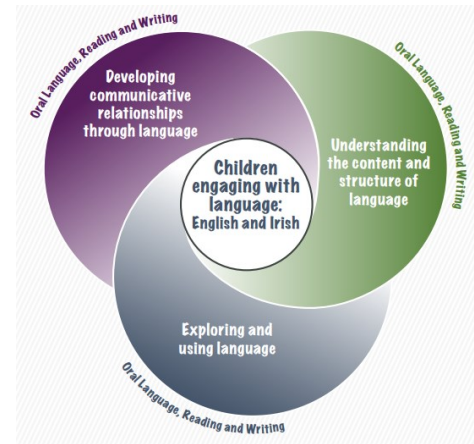 Oral Language, Reading and Writing
Developing
communicative
relationships
through language
Oral Language, Reading and Writing
Understanding
the content and
structure of
language
Children
engaging with
language:
English and Irish
Exploring and
using language
Oral Language, Reading and Writing